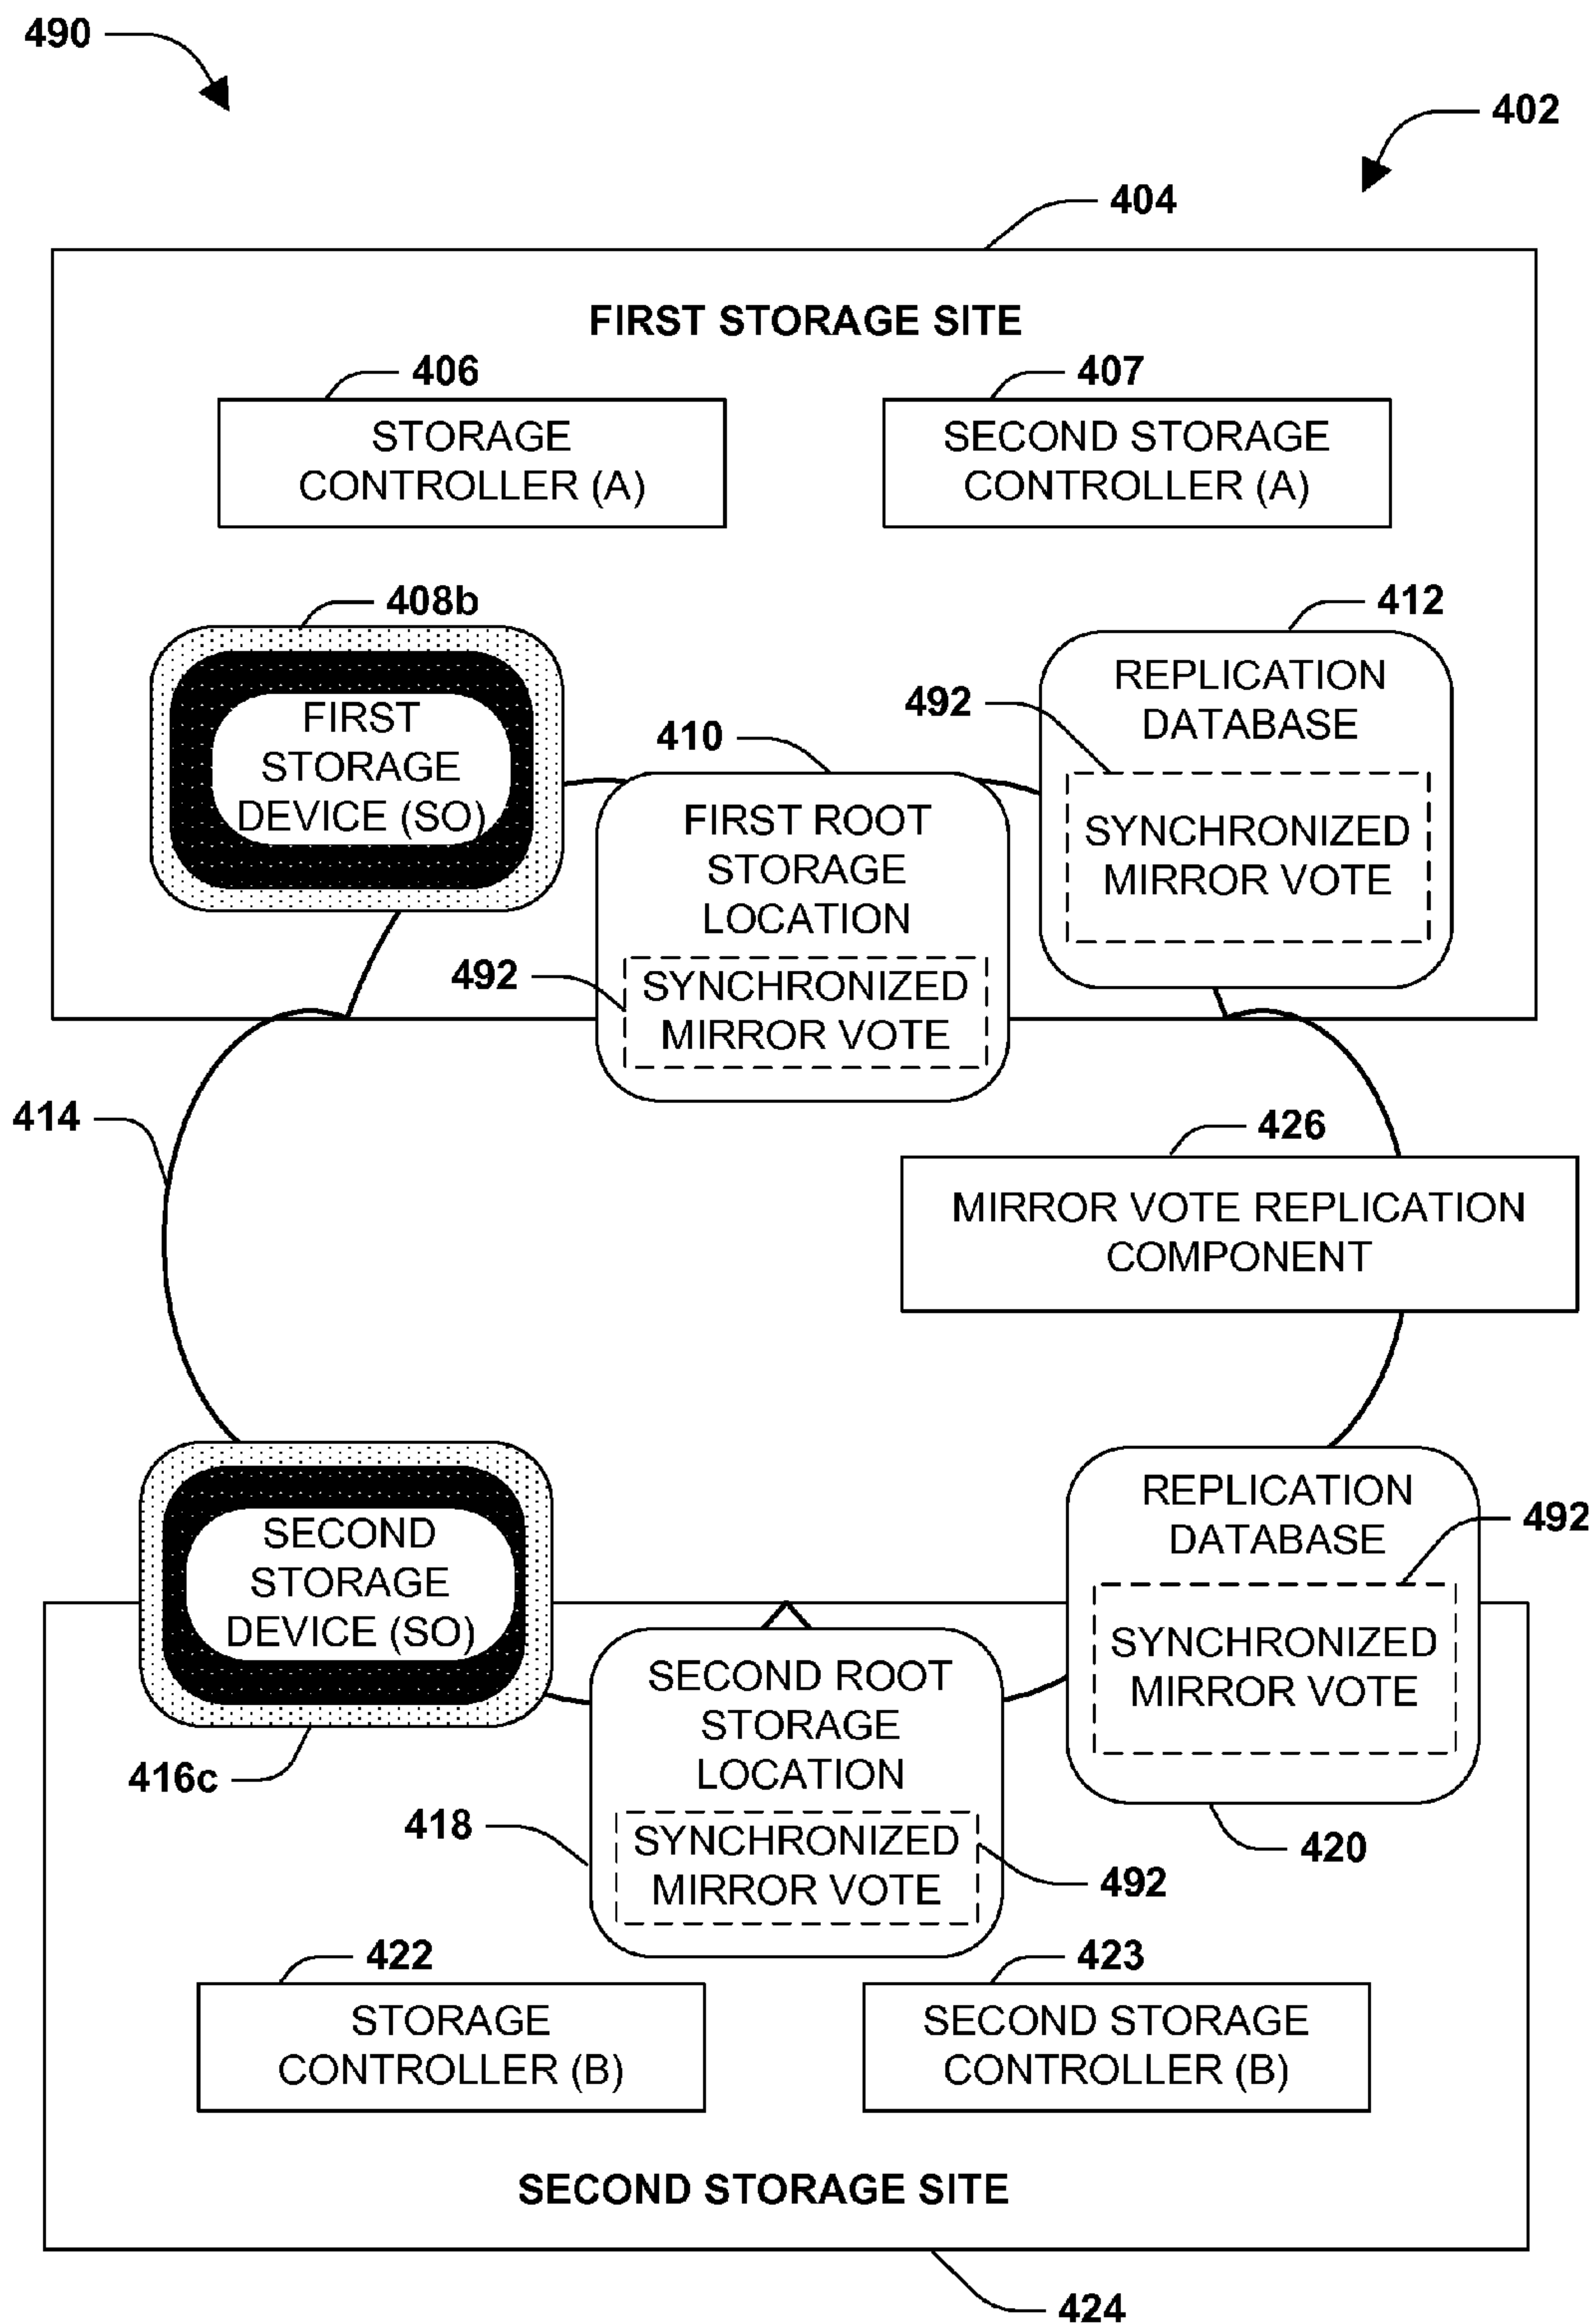 490
402
404
FIRST STORAGE SITE
406
407
STORAGE
CONTROLLER (A)
SECOND STORAGE
CONTROLLER (A)
408b
412
FIRST
STORAGE
DEVICE (SO)
410
492
REPLICATION
DATABASE
SYNCHRONIZED
MIRROR VOTE
FIRST ROOT
STORAGE
LOCATION
492
SYNCHRONIZED
MIRROR VOTE
414
426
MIRROR VOTE REPLICATION
COMPONENT
SECOND
STORAGE
DEVICE (SO)
416c
REPLICATION
DATABASE
492
SYNCHRONIZED
MIRROR VOTE
420
SECOND ROOT
STORAGE
LOCATION
418
SYNCHRONIZED
MIRROR VOTE
492
422
423
STORAGE
CONTROLLER (B)
SECOND STORAGE
CONTROLLER (B)
SECOND STORAGE SITE
424